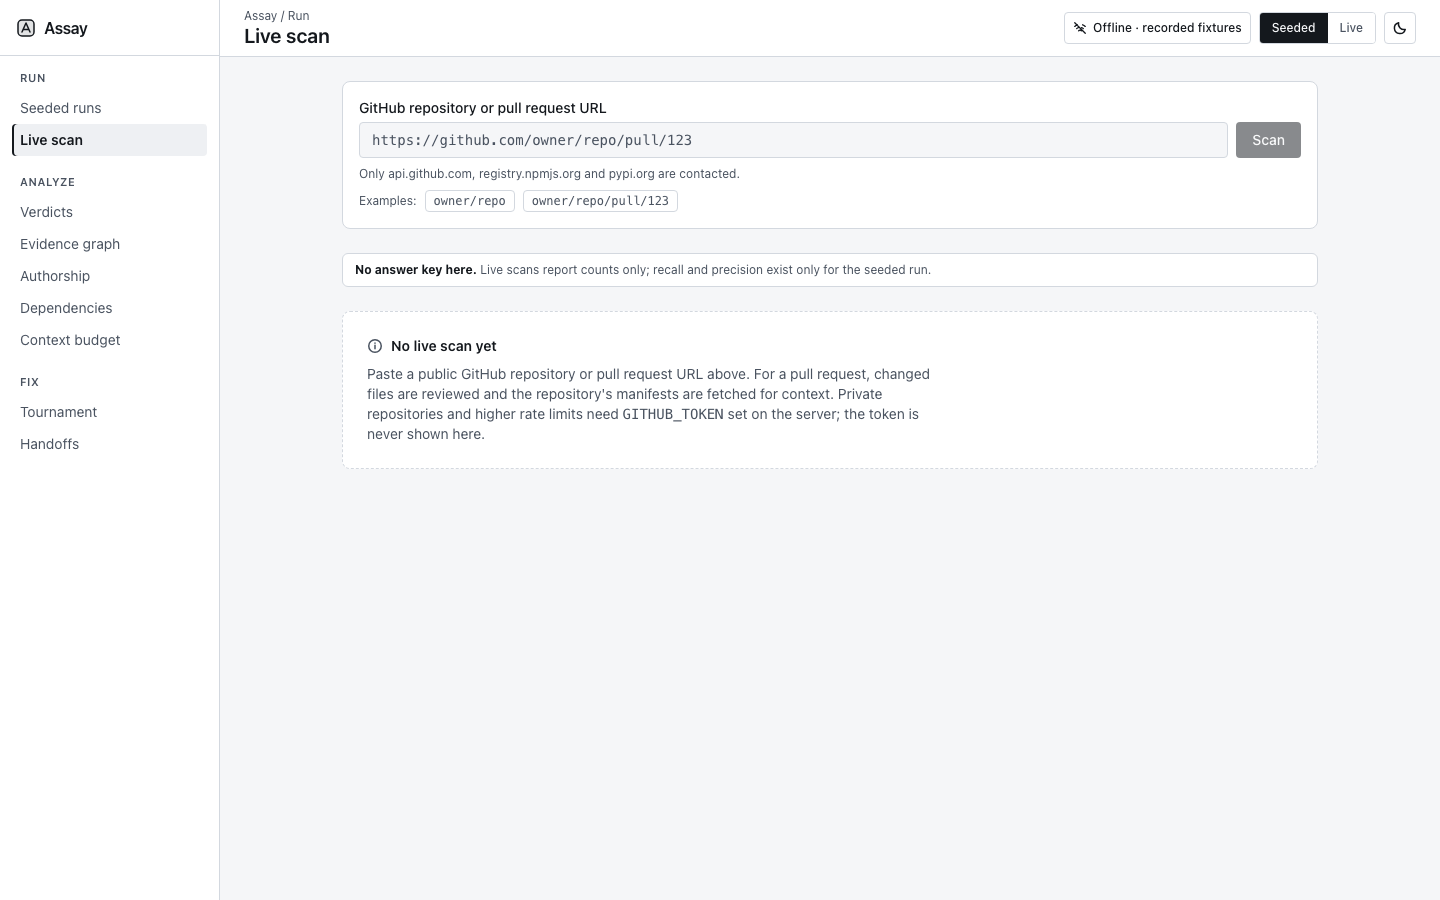 Assay
RUN
Seeded runs
Live scan
ANALYZE
Verdicts
Evidence graph
Authorship
Dependencies
Context budget
FIX
Tournament
Handoffs
Assay / Run
Live scan
Offline · recorded fixtures
Seeded
Live
GitHub repository or pull request URL
https://github.com/owner/repo/pull/123
Scan
Only api.github.com, registry.npmjs.org and pypi.org are contacted.
Examples: owner/repo owner/repo/pull/123
No answer key here. Live scans report counts only; recall and precision exist only for the seeded run.
No live scan yet
Paste a public GitHub repository or pull request URL above. For a pull request, changed
files are reviewed and the repository's manifests are fetched for context. Private
repositories and higher rate limits need GITHUB_TOKEN set on the server; the token is
never shown here.